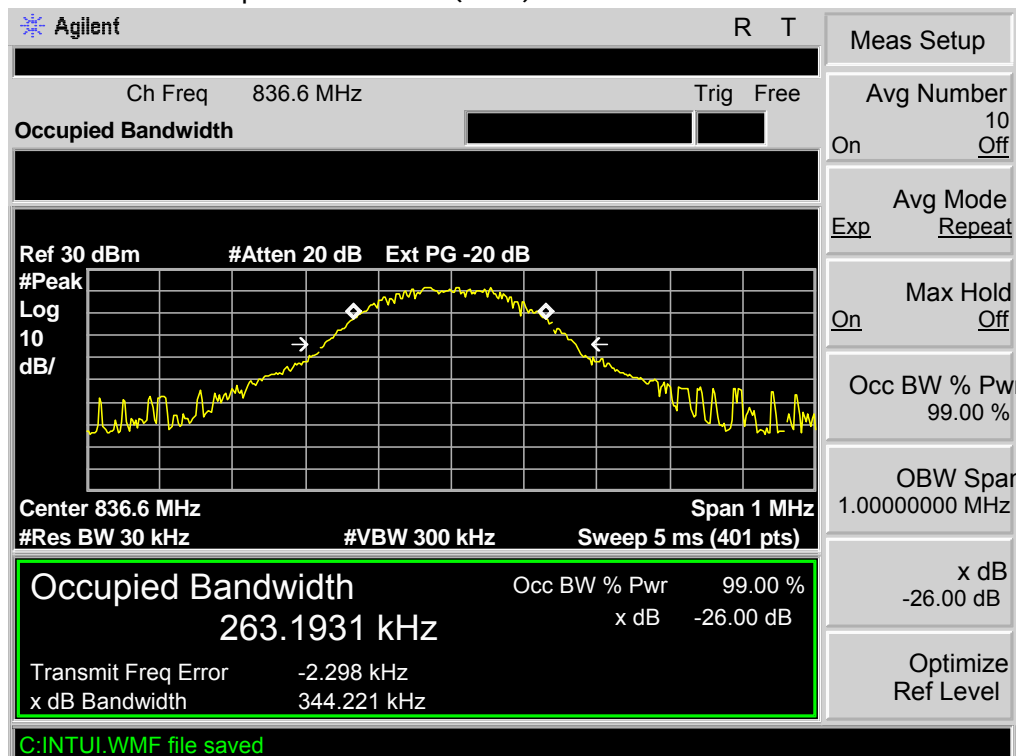 Agilent R T
Ch Freq 836.6 MHz Trig Free
Occupied Bandwidth
Ref 30 dBm #Atten 20 dB Ext PG -20 dB
#Peak
Log
10
dB/
Center 836.6 MHz Span 1 MHz
#Res BW 30 kHz #VBW 300 kHz Sweep 5 ms (401 pts)
Occupied Bandwidth
263.1931 kHz
Occ BW % Pwr 99.00 %
x dB -26.00 dB
Transmit Freq Error -2.298 kHz
x dB Bandwidth 344.221 kHz
C:INTUI.WMF file saved
Meas Setup
Avg Number
10
On Off
Avg Mode
Exp Repeat
Max Hold
On Off
Occ BW % Pwr
99.00 %
OBW Span
1.00000000 MHz
x dB
-26.00 dB
Optimize
Ref Level